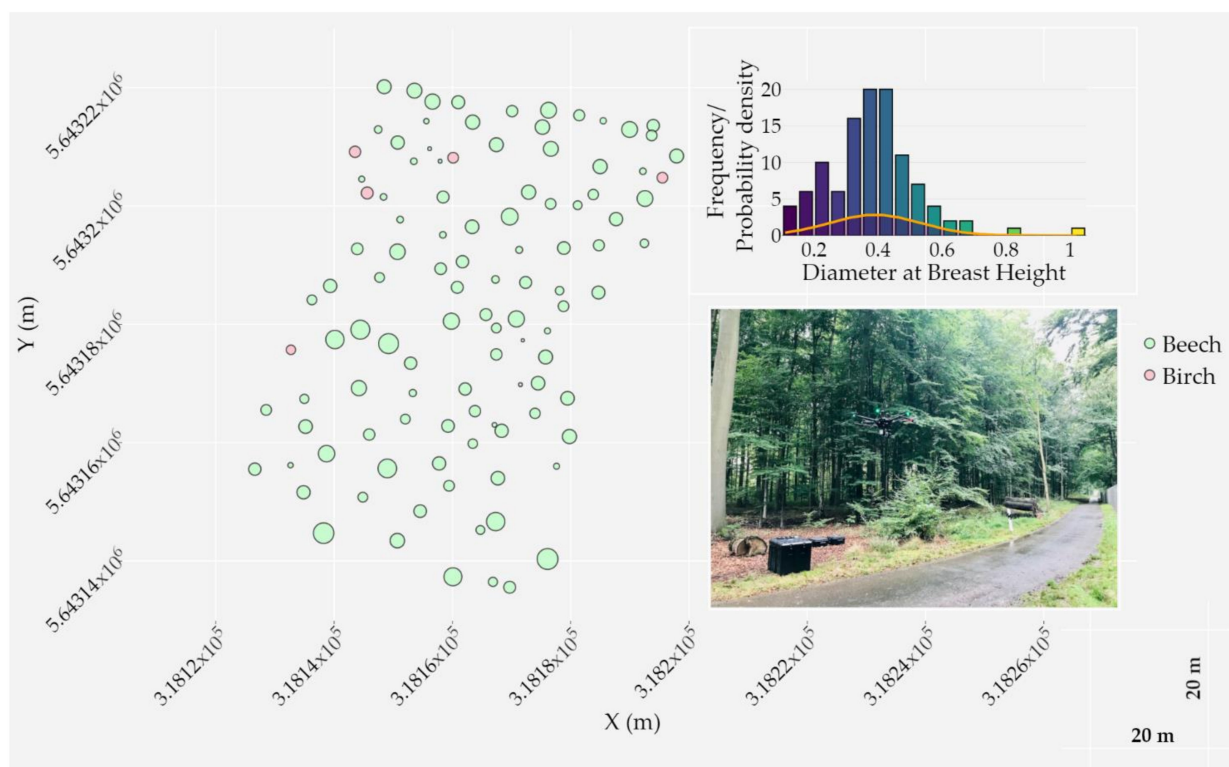 5.64322x10⁶
5.6432x10⁶
5.64318x10⁶
5.64316x10⁶
5.64314x10⁶
Y (m)
3.1812x10⁵
3.1814x10⁵
3.1816x10⁵
3.1818x10⁵
3.182x10⁵
3.1822x10⁵
3.1824x10⁵
3.1826x10⁵
X (m)
Frequency/
Probability density
20
15
10
5
0
0.2 0.4 0.6 0.8 1
Diameter at Breast Height
Beech
Birch
20 m
20 m